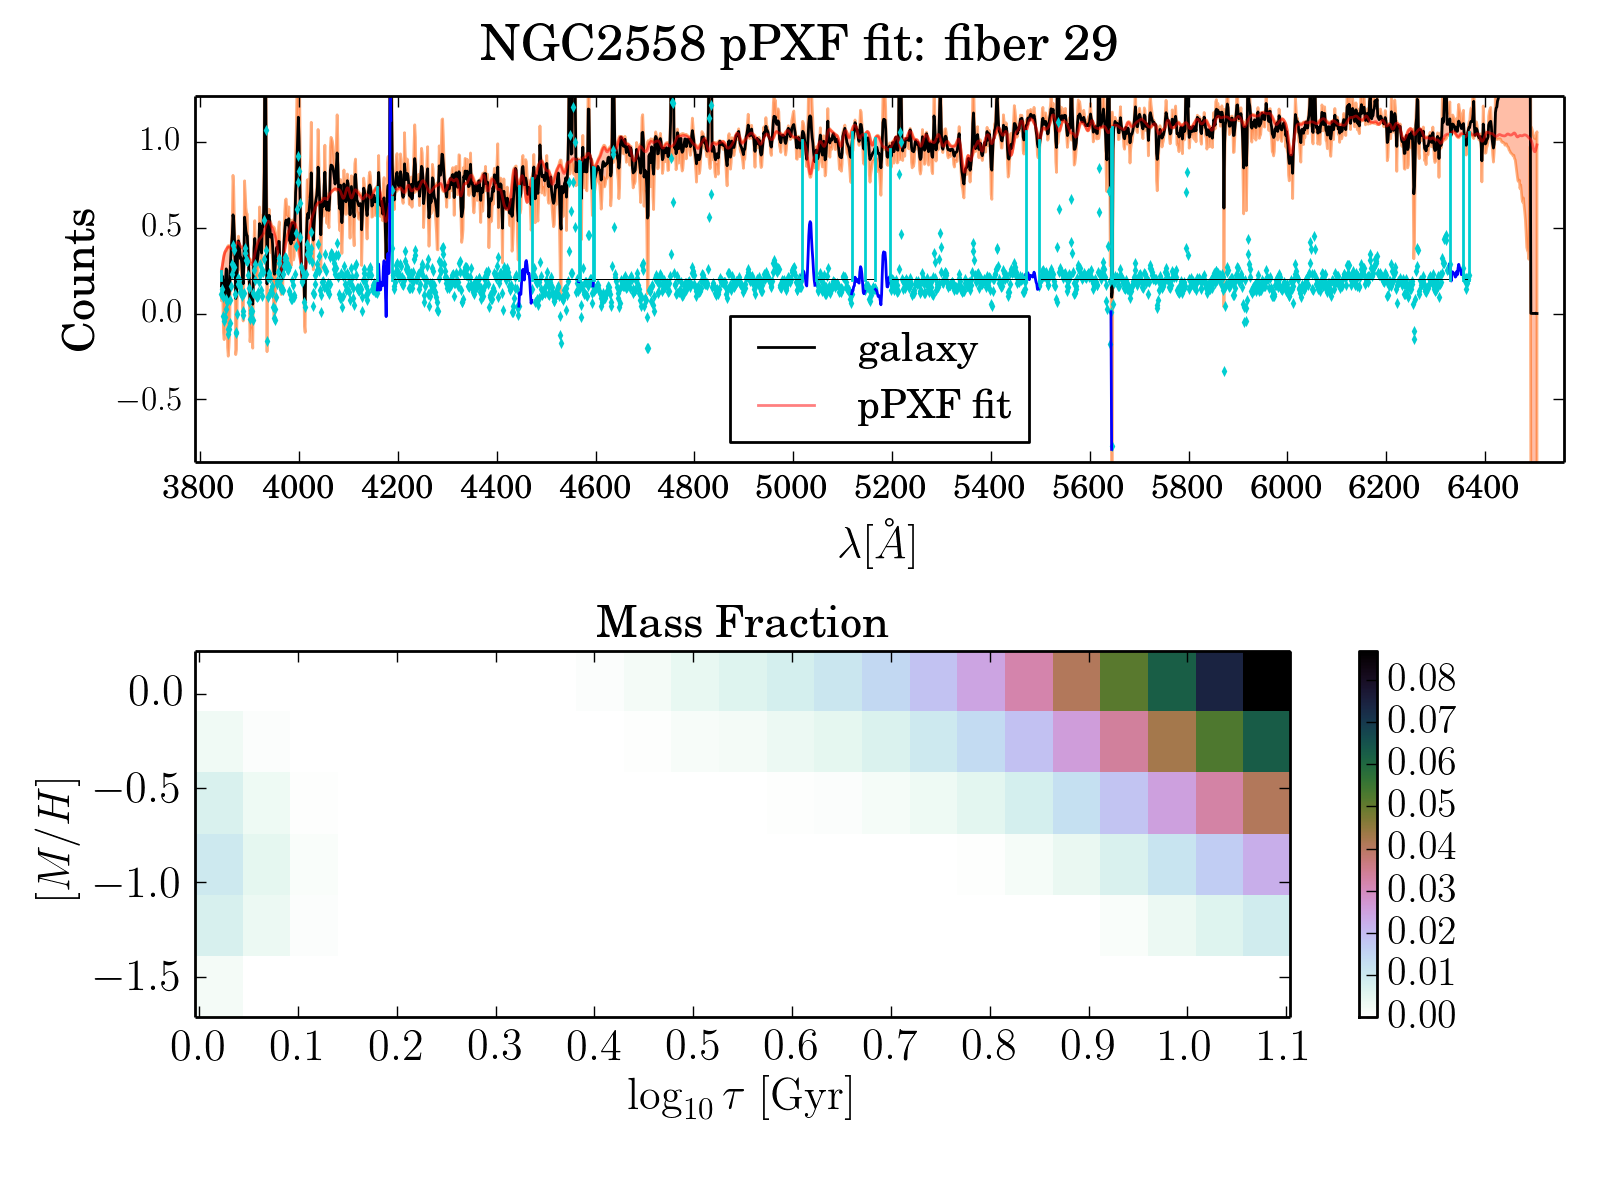 NGC2558 pPXF fit: fiber 29
Counts
1.0
0.5
0.0
−0.5
galaxy
pPXF fit
3800 4000 4200 4400 4600 4800 5000 5200 5400 5600 5800 6000 6200 6400
λ[Å]
Mass Fraction
[M/H]
0.0
−0.5
−1.0
−1.5
0.0 0.1 0.2 0.3 0.4 0.5 0.6 0.7 0.8 0.9 1.0 1.1
log₁₀ τ [Gyr]
0.08
0.07
0.06
0.05
0.04
0.03
0.02
0.01
0.00